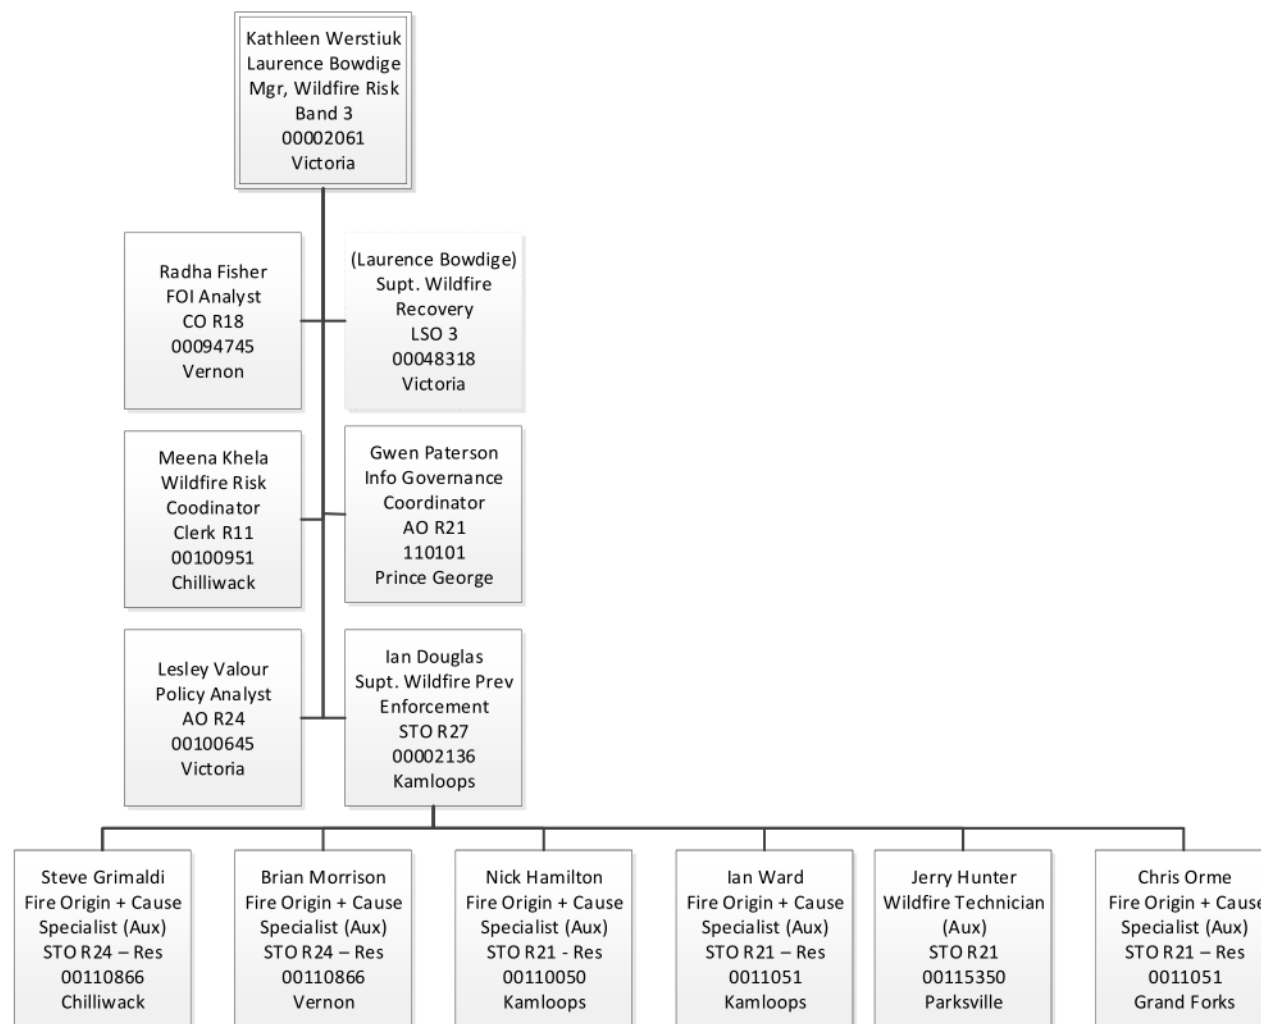 Kathleen Werstiuk
Laurence Bowdige
Mgr, Wildfire Risk
Band 3
00002061
Victoria
Radha Fisher
FOI Analyst
CO R18
00094745
Vernon
(Laurence Bowdige)
Supt. Wildfire
Recovery
LSO 3
00048318
Victoria
Meena Khela
Wildfire Risk
Coodinator
Clerk R11
00100951
Chilliwack
Gwen Paterson
Info Governance
Coordinator
AO R21
110101
Prince George
Lesley Valour
Policy Analyst
AO R24
00100645
Victoria
Ian Douglas
Supt. Wildfire Prev
Enforcement
STO R27
00002136
Kamloops
Steve Grimaldi
Fire Origin + Cause
Specialist (Aux)
STO R24 – Res
00110866
Chilliwack
Brian Morrison
Fire Origin + Cause
Specialist (Aux)
STO R24 – Res
00110866
Vernon
Nick Hamilton
Fire Origin + Cause
Specialist (Aux)
STO R21 - Res
00110050
Kamloops
Ian Ward
Fire Origin + Cause
Specialist (Aux)
STO R21 – Res
0011051
Kamloops
Jerry Hunter
Wildfire Technician
(Aux)
STO R21
00115350
Parksville
Chris Orme
Fire Origin + Cause
Specialist (Aux)
STO R21 – Res
0011051
Grand Forks